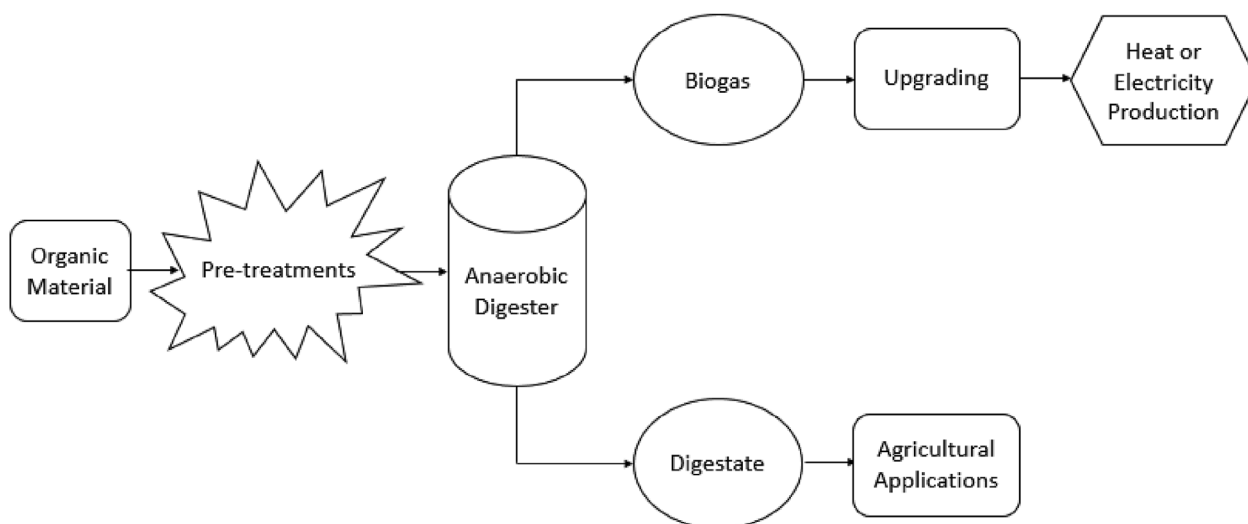 Organic
Material
Pre-treatments
Anaerobic
Digester
Biogas
Upgrading
Heat or
Electricity
Production
Digestate
Agricultural
Applications